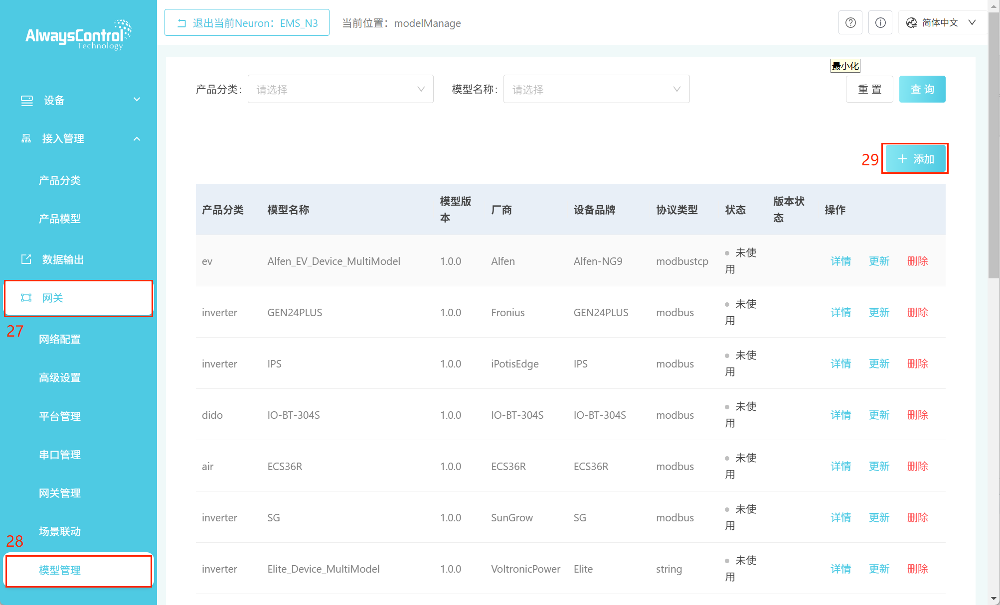 AlwaysControl
Technology
设备
接入管理
产品分类
产品模型
数据输出
网关
27
网络配置
高级设置
平台管理
串口管理
网关管理
场景联动
28
模型管理
退出当前Neuron：EMS_N3
当前位置：modelManage
简体中文
最小化
产品分类: 请选择 模型名称: 请选择 重 置 查 询
29 添加
产品分类 模型名称 模型版本 厂商 设备品牌 协议类型 状态 版本状态 操作
ev Alfen_EV_Device_MultiModel 1.0.0 Alfen Alfen-NG9 modbustcp 未使用 详情 更新 删除
inverter GEN24PLUS 1.0.0 Fronius GEN24PLUS modbus 未使用 详情 更新 删除
inverter IPS 1.0.0 iPotisEdge IPS modbus 未使用 详情 更新 删除
dido IO-BT-304S 1.0.0 IO-BT-304S IO-BT-304S modbus 未使用 详情 更新 删除
air ECS36R 1.0.0 ECS36R ECS36R modbus 未使用 详情 更新 删除
inverter SG 1.0.0 SunGrow SG modbus 未使用 详情 更新 删除
inverter Elite_Device_MultiModel 1.0.0 VoltronicPower Elite string 未使用 详情 更新 删除